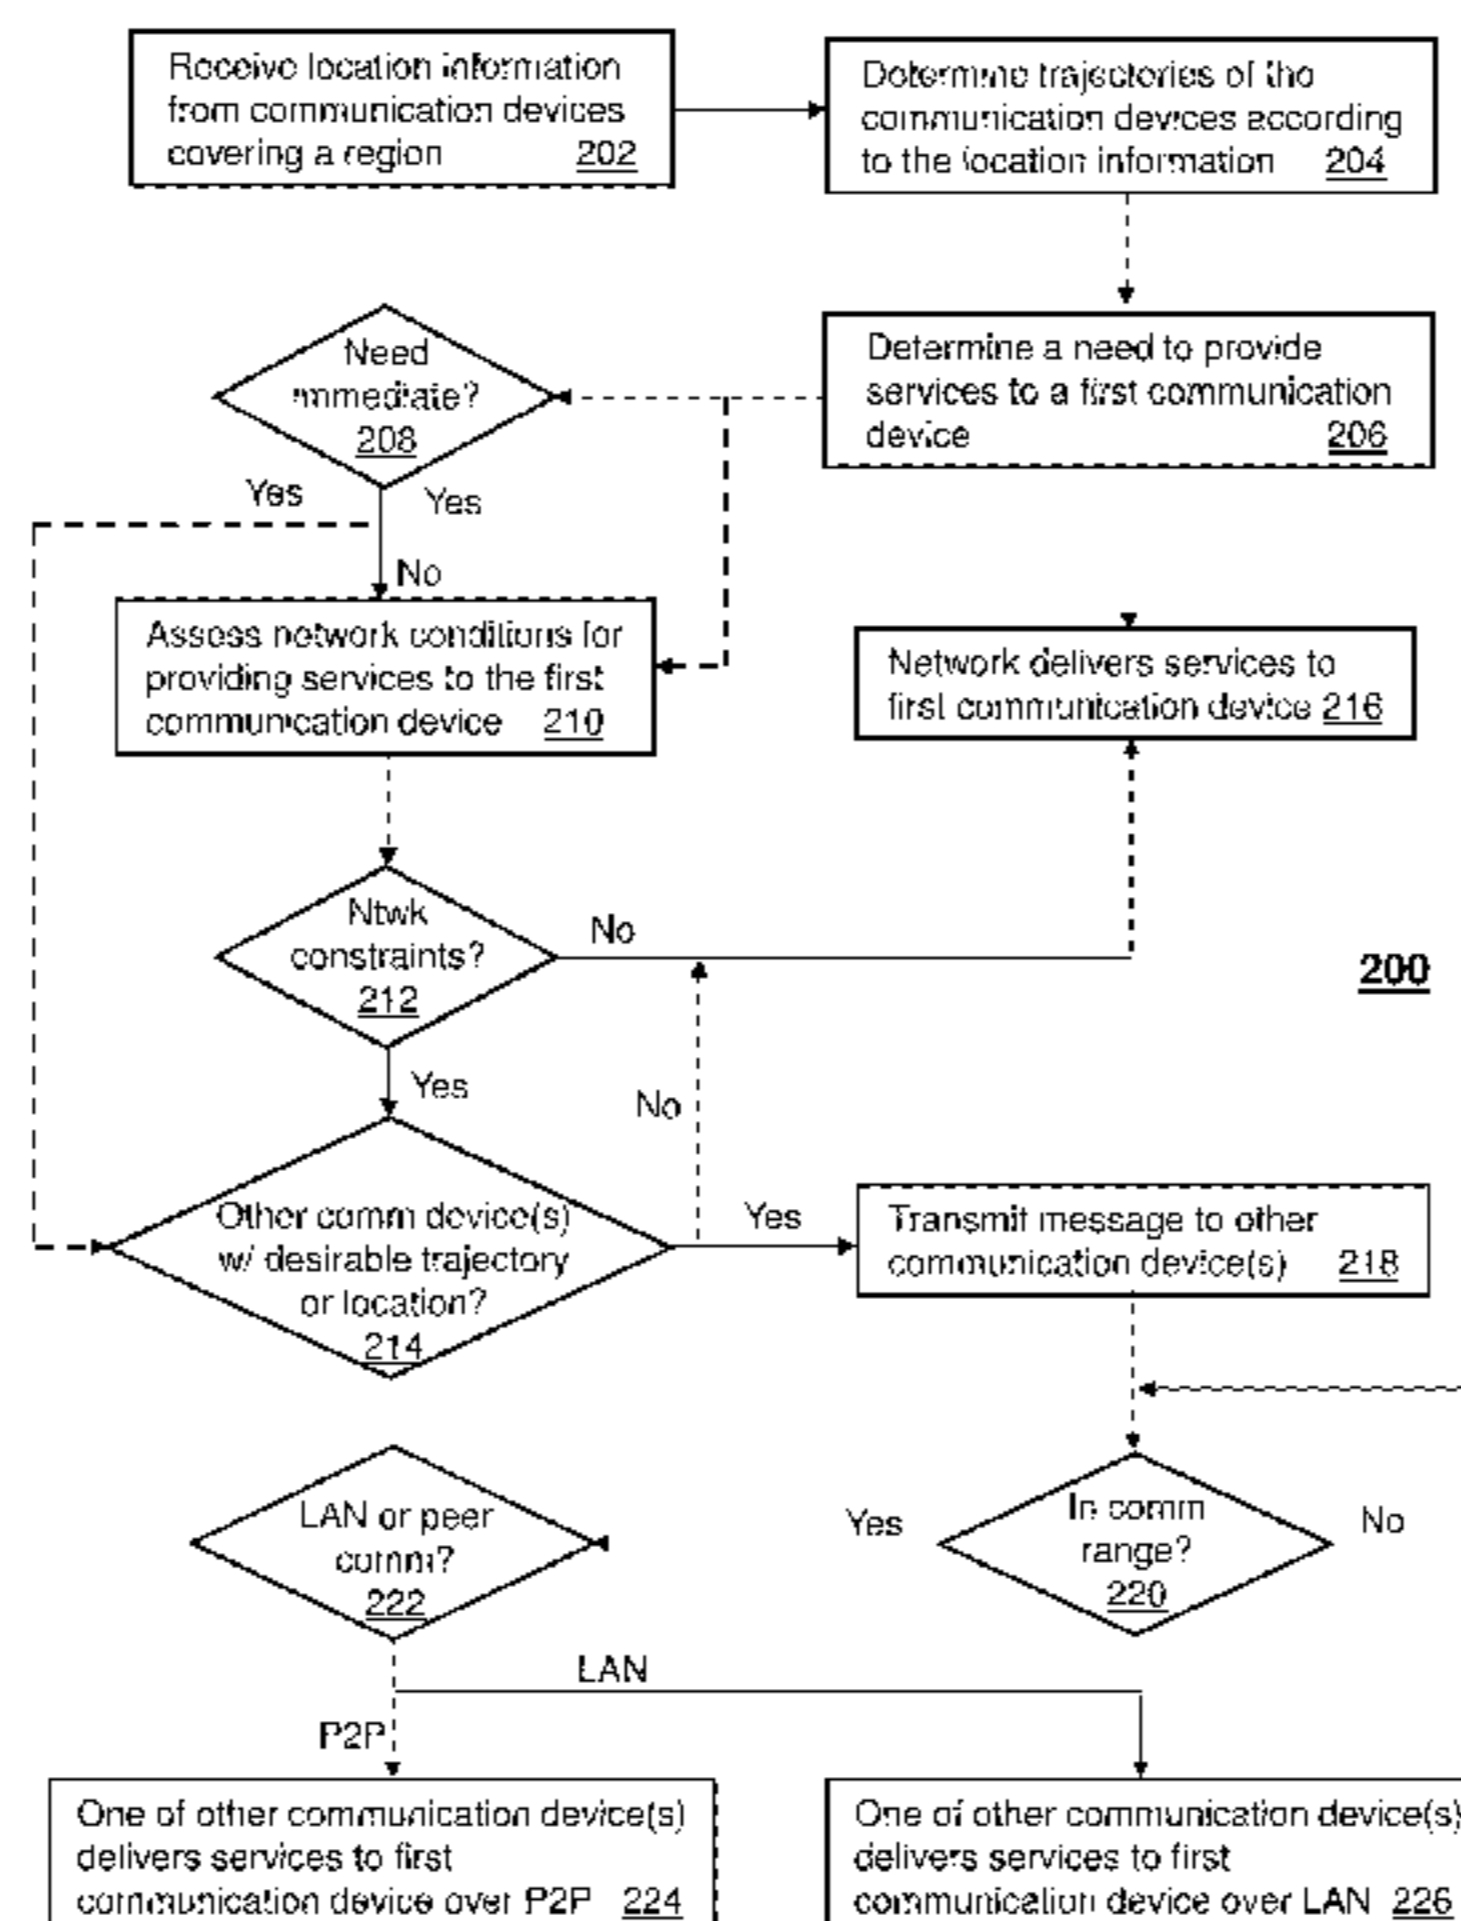 Receive location information
from communication devices
covering a region 202
Determine trajectories of the
communication devices according
to the location information 204
Need
immediate?
208
Determine a need to provide
services to a first communication
device 206
Yes
Yes
No
Assess network conditions for
providing services to the first
communication device 210
Network delivers services to
first communication device 216
Ntwk
constraints?
212
No
200
Yes
No
Other comm device(s)
w/ desirable trajectory
or location?
214
Yes
Transmit message to other
communication device(s) 218
LAN or peer
comm?
222
Yes
In comm
range?
220
No
LAN
P2P
One of other communication device(s)
delivers services to first
communication device over P2P 224
One of other communication device(s)
delivers services to first
communication device over LAN 226